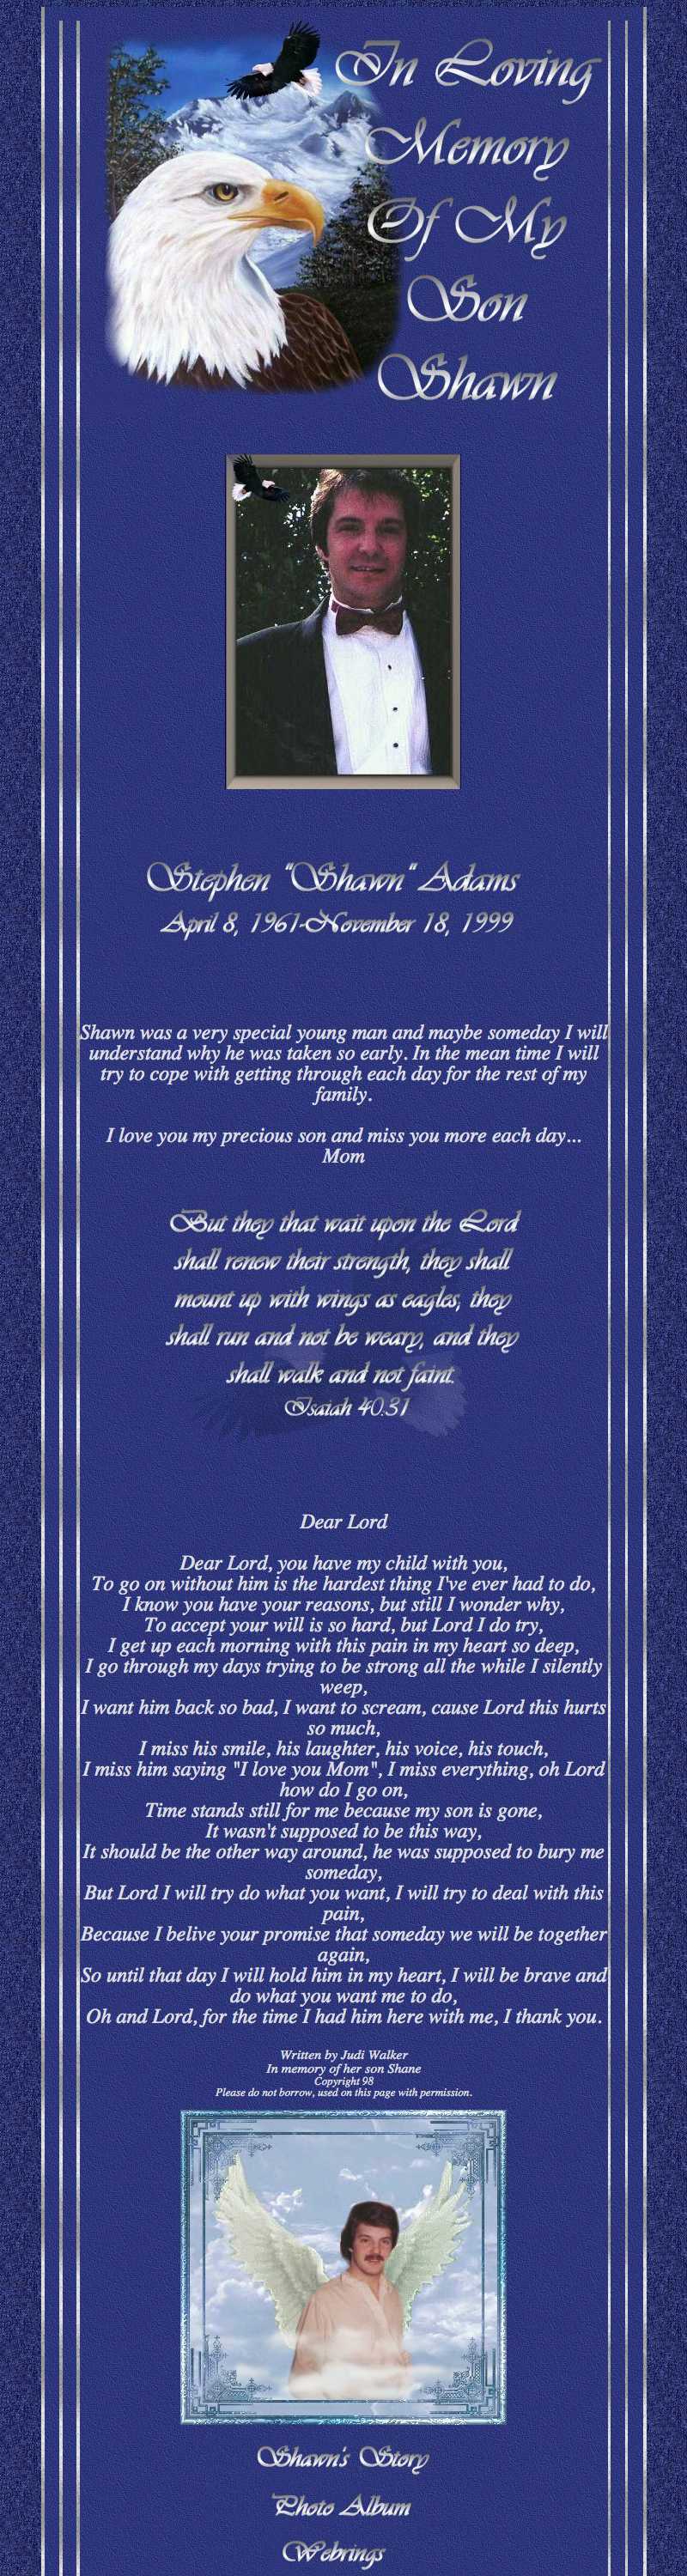 In Loving
Memory
Of My
Son
Shawn
Stephen "Shawn" Adams
April 8, 1961-November 18, 1999
Shawn was a very special young man and maybe someday I will
understand why he was taken so early. In the mean time I will
try to cope with getting through each day for the rest of my
family.
I love you my precious son and miss you more each day...
Mom
But they that wait upon the Lord
shall renew their strength, they shall
mount up with wings as eagles; they
shall run and not be weary, and they
shall walk and not faint.
Isaiah 40:31
Dear Lord
Dear Lord, you have my child with you,
To go on without him is the hardest thing I've ever had to do,
I know you have your reasons, but still I wonder why,
To accept your will is so hard, but Lord I do try,
I get up each morning with this pain in my heart so deep,
I go through my days trying to be strong all the while I silently
weep,
I want him back so bad, I want to scream, cause Lord this hurts
so much,
I miss his smile, his laughter, his voice, his touch,
I miss him saying "I love you Mom", I miss everything, oh Lord
how do I go on,
Time stands still for me because my son is gone,
It wasn't supposed to be this way,
It should be the other way around, he was supposed to bury me
someday,
But Lord I will try do what you want, I will try to deal with this
pain,
Because I belive your promise that someday we will be together
again,
So until that day I will hold him in my heart, I will be brave and
do what you want me to do,
Oh and Lord, for the time I had him here with me, I thank you.
Written by Judi Walker
In memory of her son Shane
Copyright 98
Please do not borrow, used on this page with permission.
Shawn's Story
Photo Album
Webrings